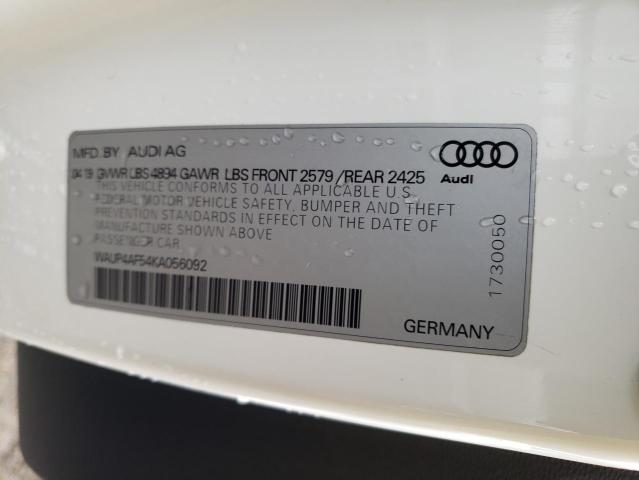 MFD. BY AUDI AG
04 19 GVWR LBS 4894 GAWR LBS FRONT 2579 / REAR 2425
THIS VEHICLE CONFORMS TO ALL APPLICABLE U.S.
FEDERAL MOTOR VEHICLE SAFETY, BUMPER AND THEFT
PREVENTION STANDARDS IN EFFECT ON THE DATE OF
MANUFACTURE SHOWN ABOVE
PASSENGER CAR
WAUP4AF54KA056092
GERMANY
Audi
1730050